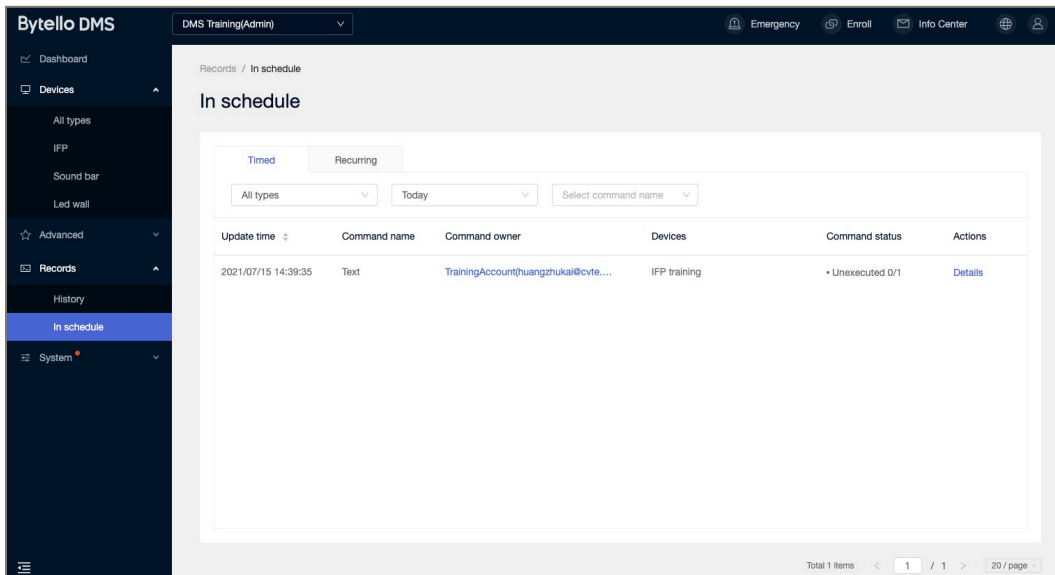 Bytello DMS
DMS Training(Admin)
Emergency
Enroll
Info Center
Dashboard
Devices
All types
IFP
Sound bar
Led wall
Advanced
Records
History
In schedule
System
Records / In schedule
In schedule
Timed
Recurring
All types
Today
Select command name
Update time
Command name
Command owner
Devices
Command status
Actions
2021/07/15 14:39:35
Text
TrainingAccount(huangzhukai@cvte....
IFP training
Unexecuted 0/1
Details
Total 1 items
1 / 1
20 / page